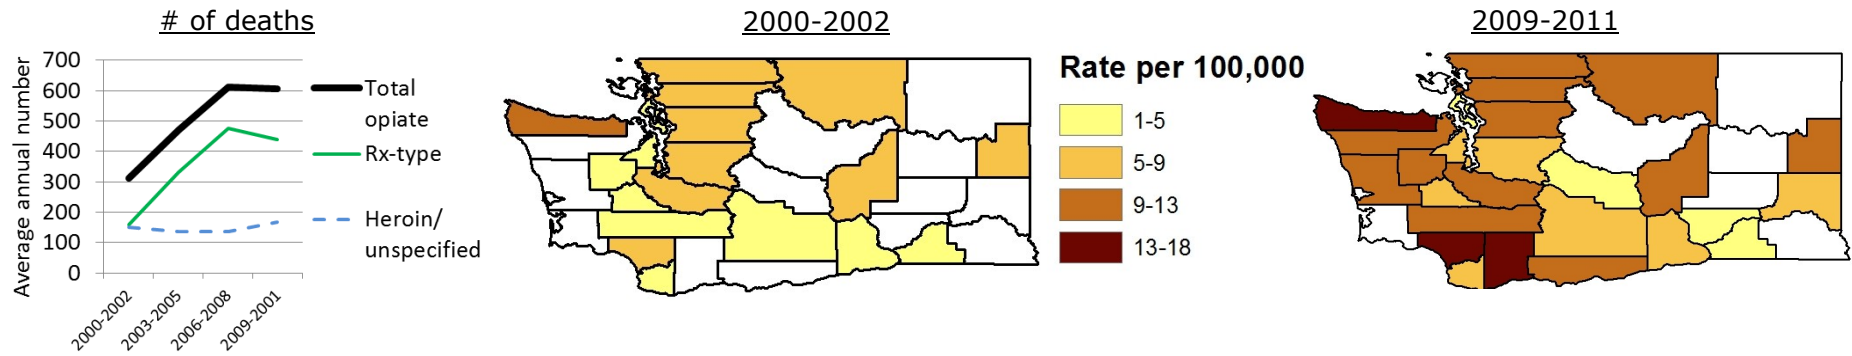 # of deaths
Average annual number
700
600
500
400
300
200
100
0
2000-2002
2003-2005
2006-2008
2009-2001
Total
opiate
Rx-type
Heroin/
unspecified
2000-2002
Rate per 100,000
1-5
5-9
9-13
13-18
2009-2011